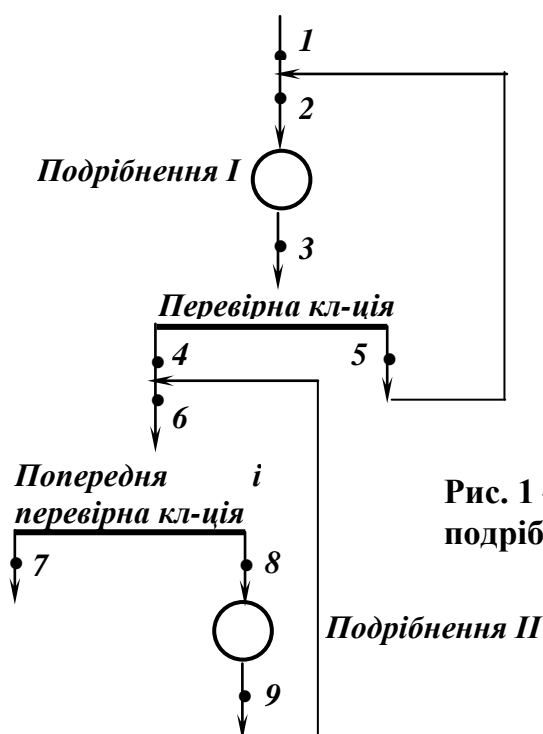 1
2
Подрібнення I
3
Перевірна кл-ція
4
5
6
Попередня і
перевірна кл-ція
Рис. 1
подріб
7
8
Подрібнення II
9